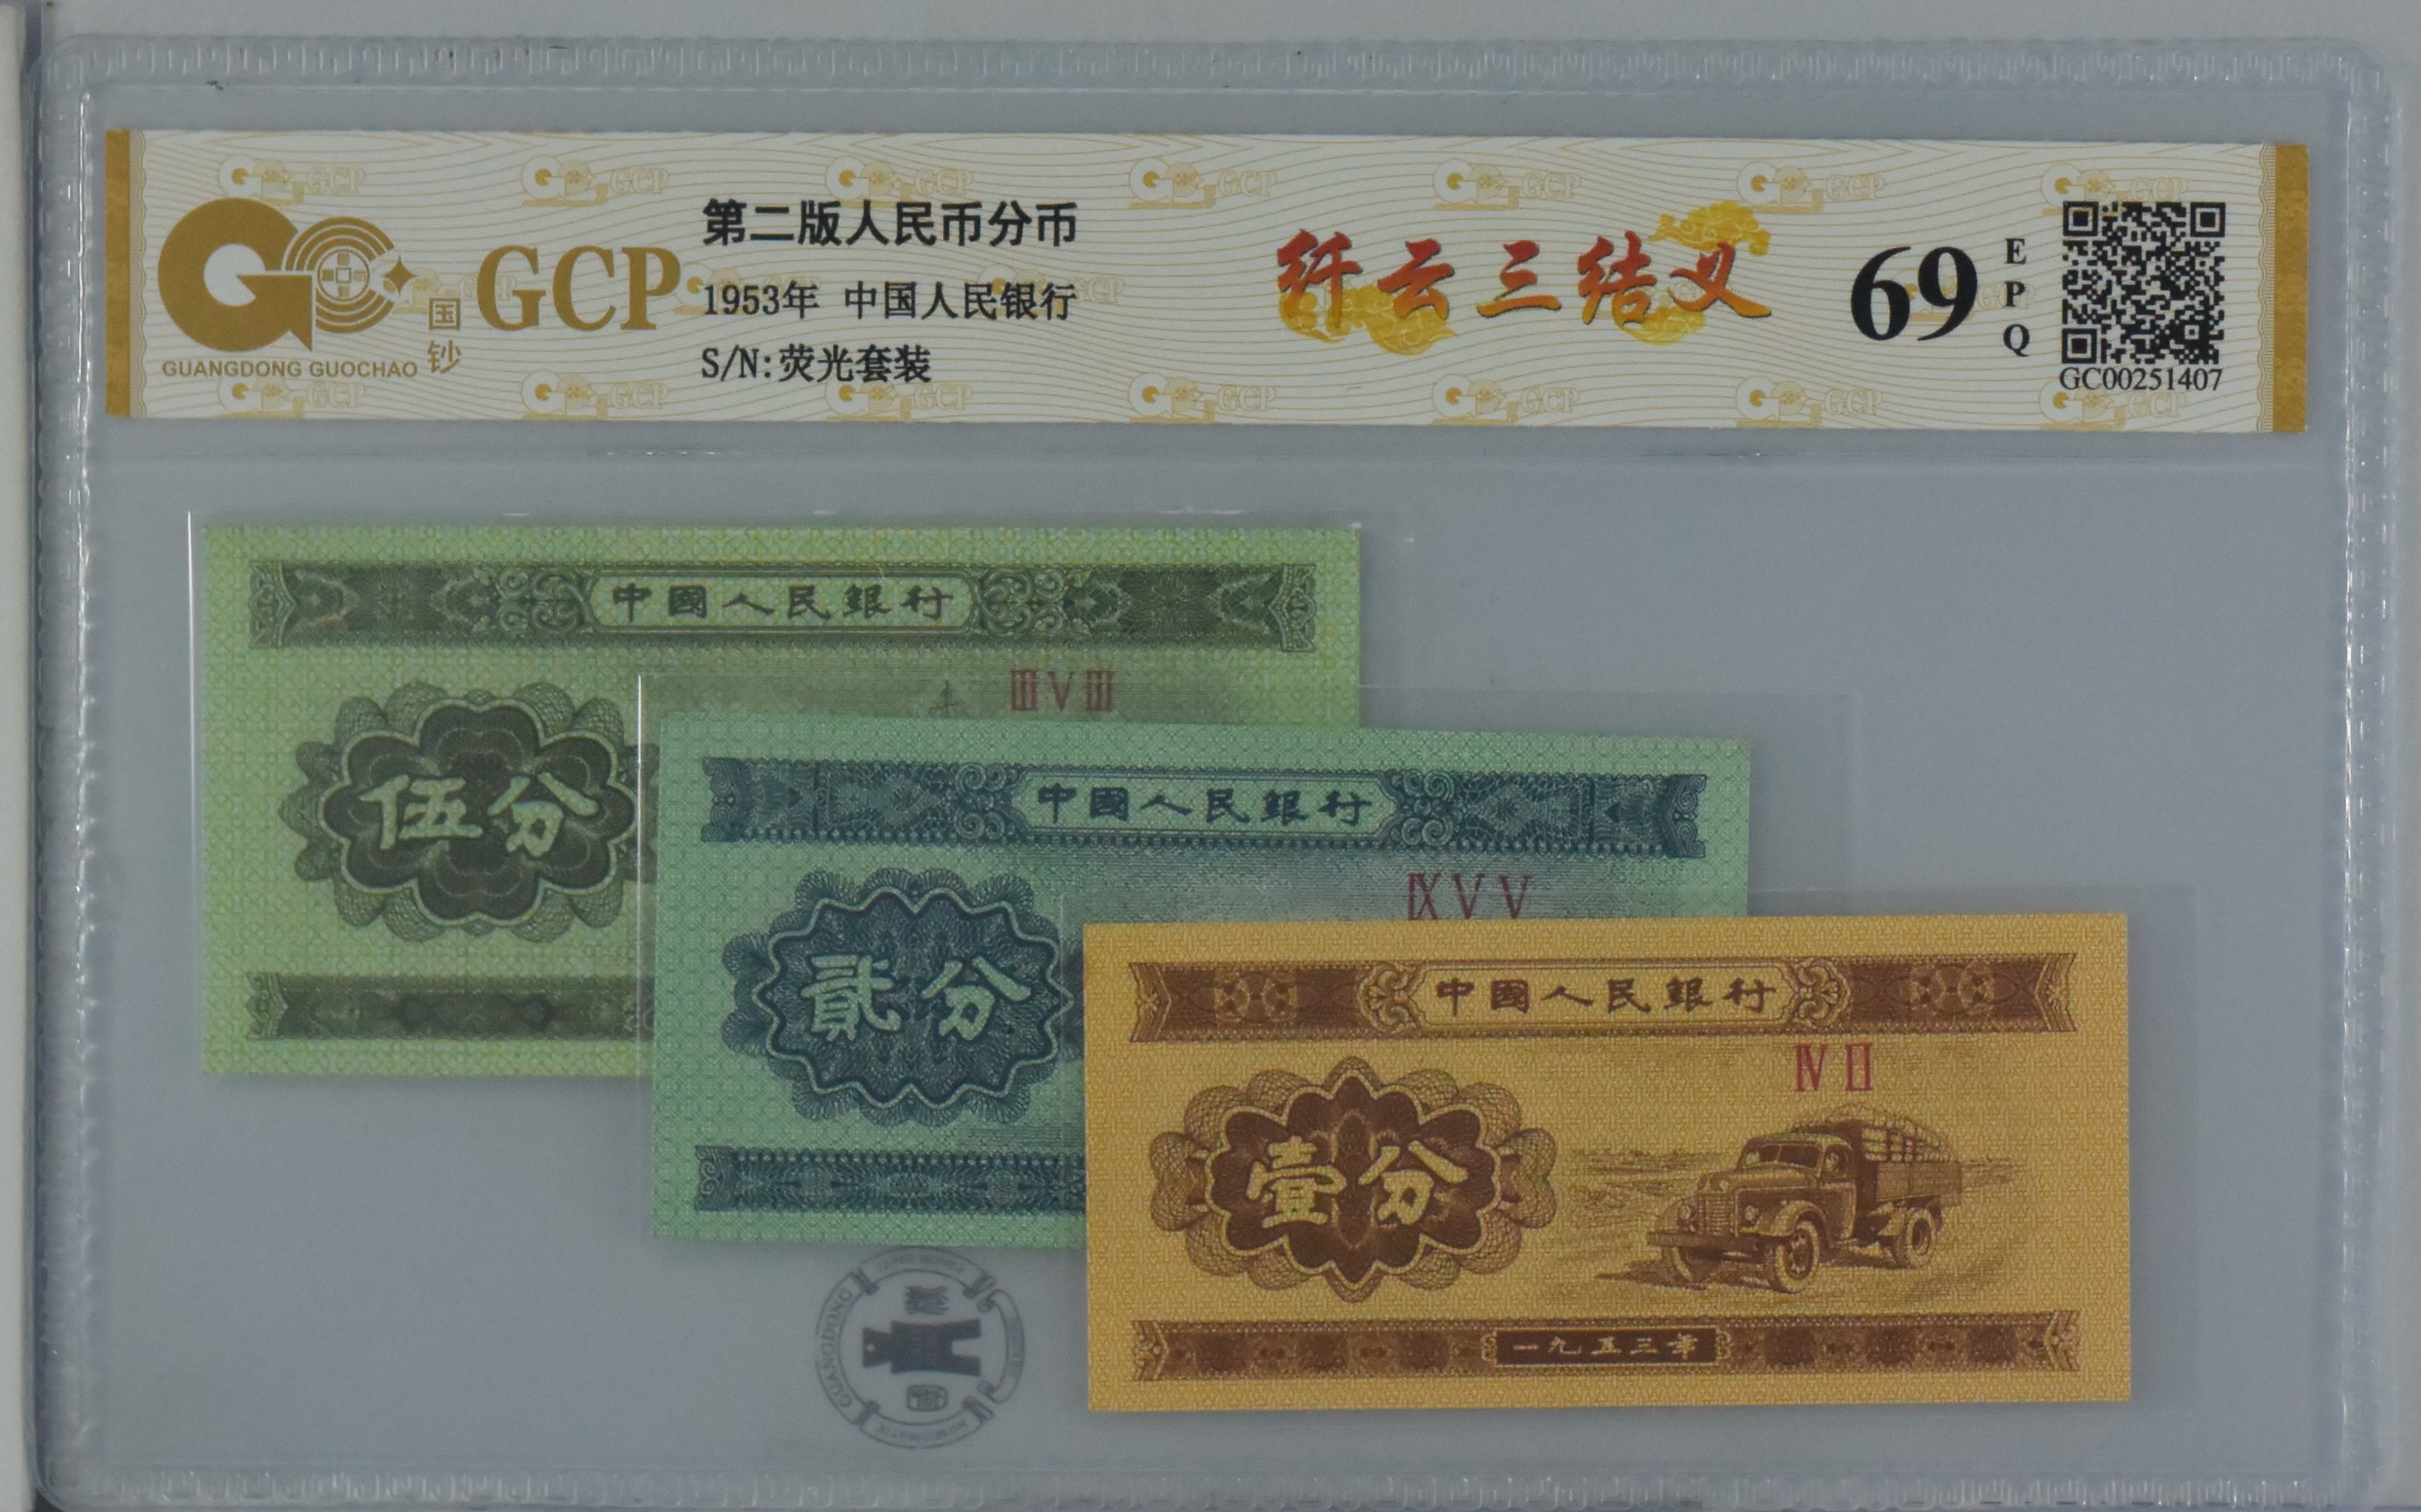 GCP
国钞
GUANGDONG GUOCHAO
第二版人民币分币
1953年 中国人民银行
S/N:荧光套装
纤云三结义
69
EPQ
GC00251407
中國人民銀行
ⅢⅤⅢ
伍分
中國人民銀行
ⅨⅤⅤ
貳分
中國人民銀行
ⅣⅡ
壹分
一九五三年
GUANGDONG